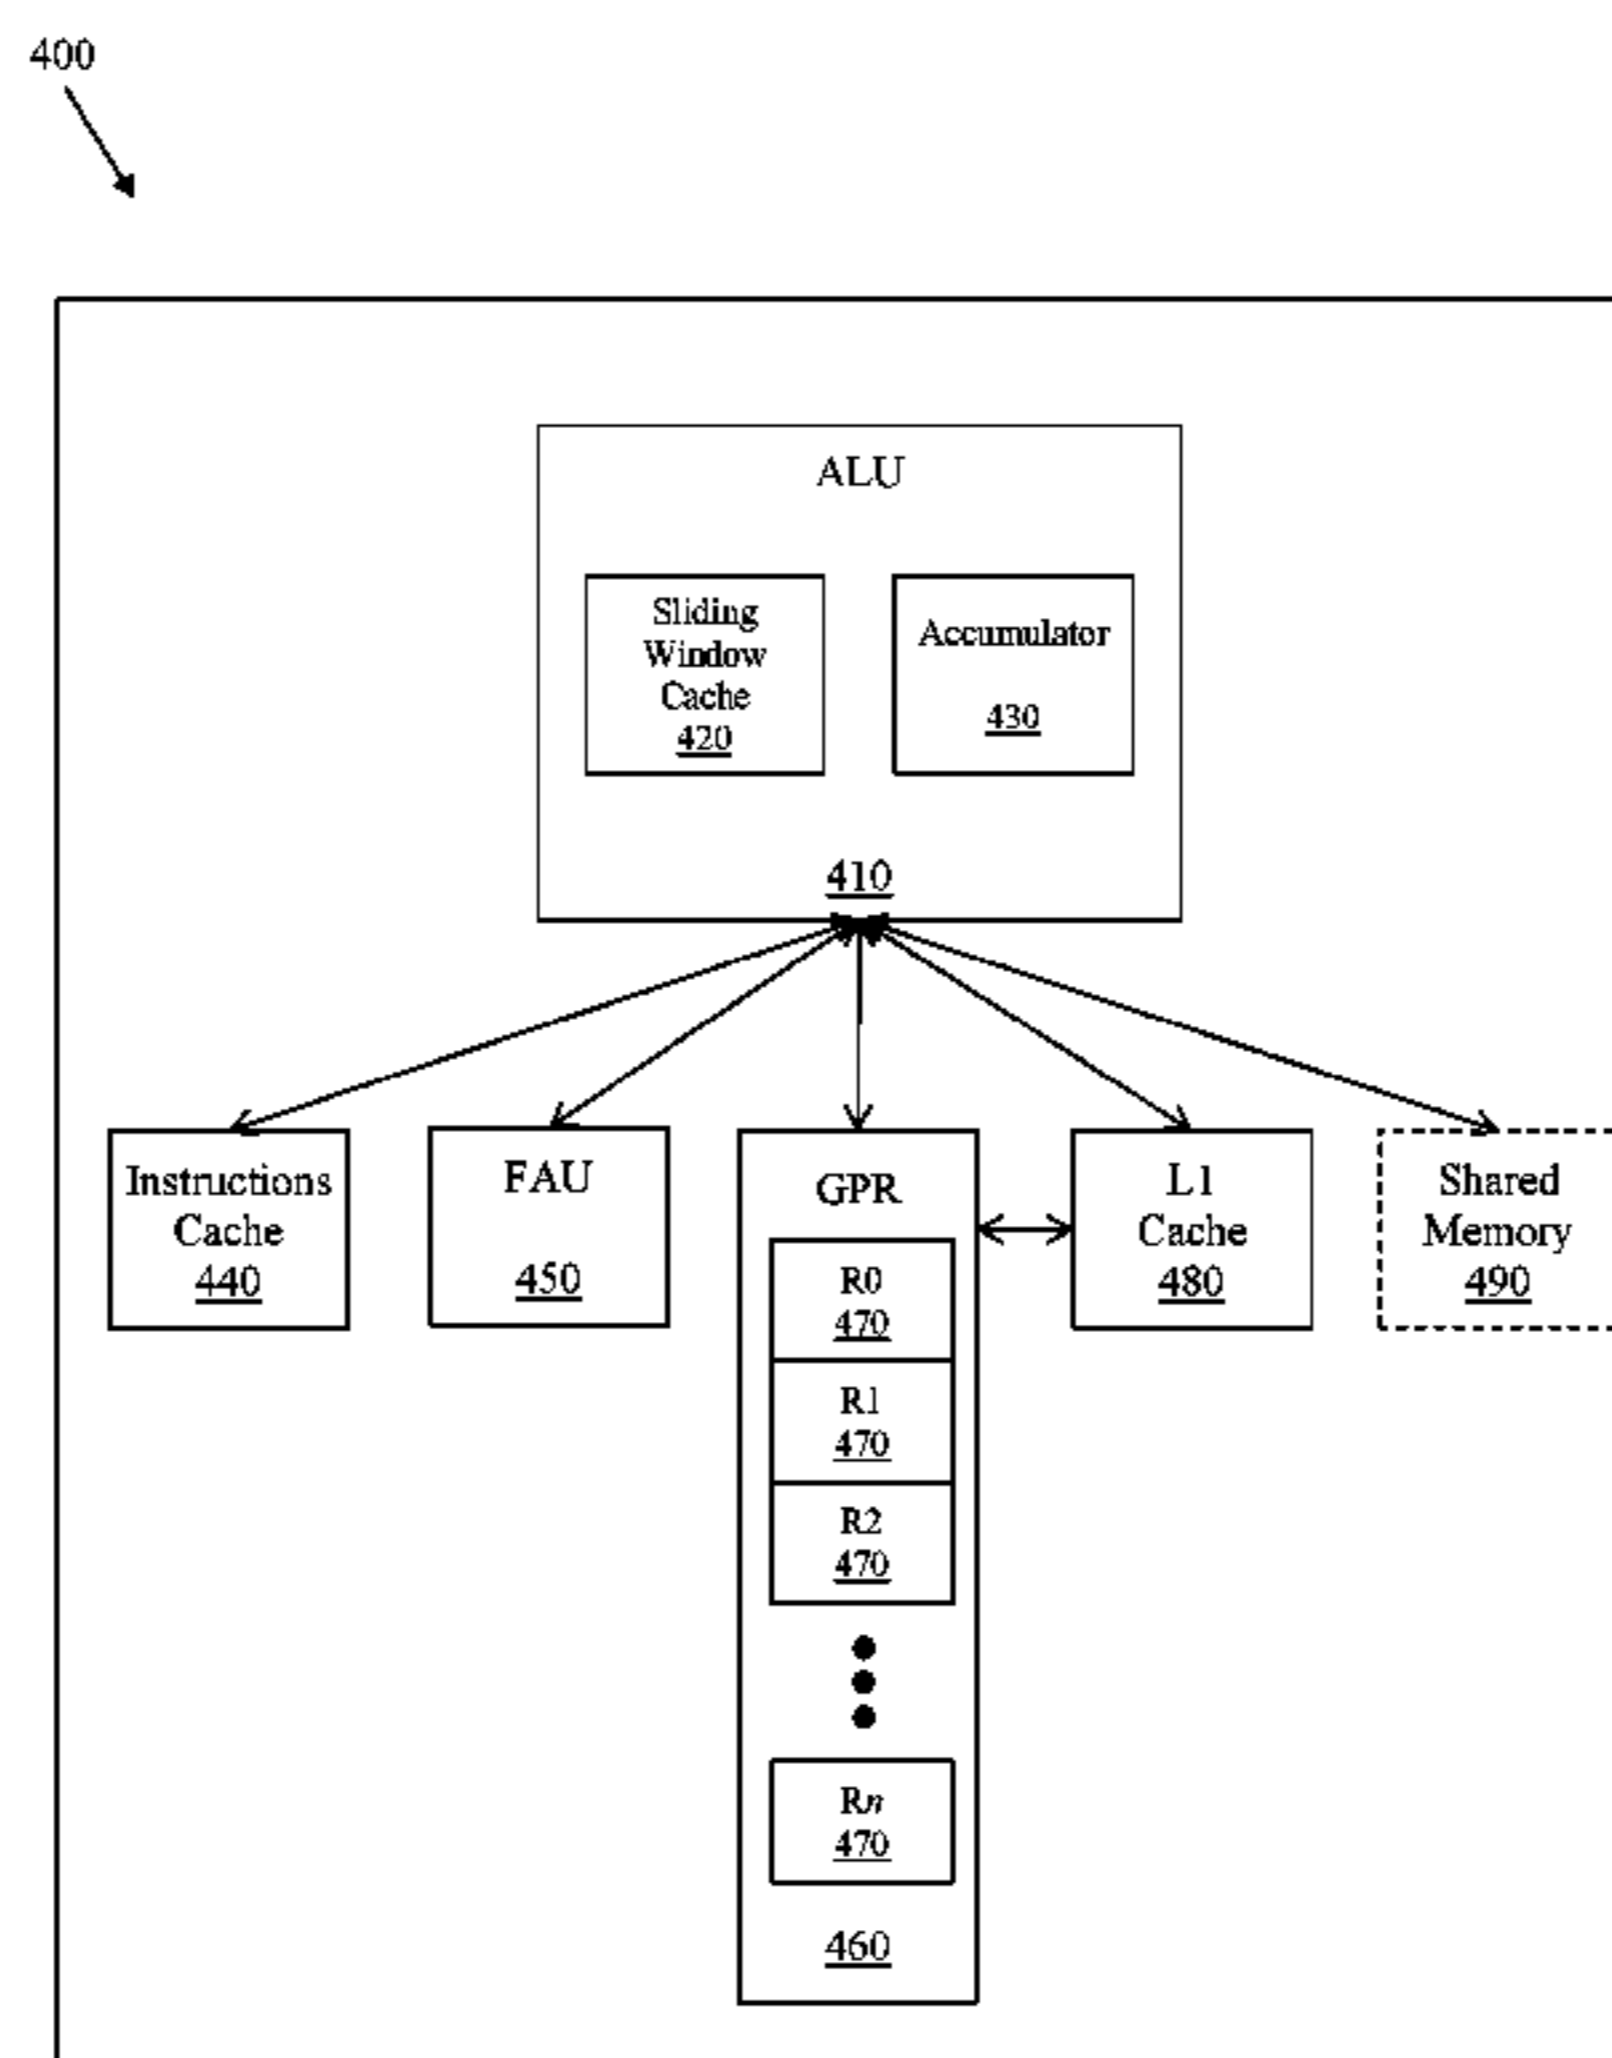 400
ALU
Sliding
Window
Cache
420
Accumulator
430
410
Instructions
Cache
440
FAU
450
GPR
R0
470
R1
470
R2
470
Rn
470
460
L1
Cache
480
Shared
Memory
490